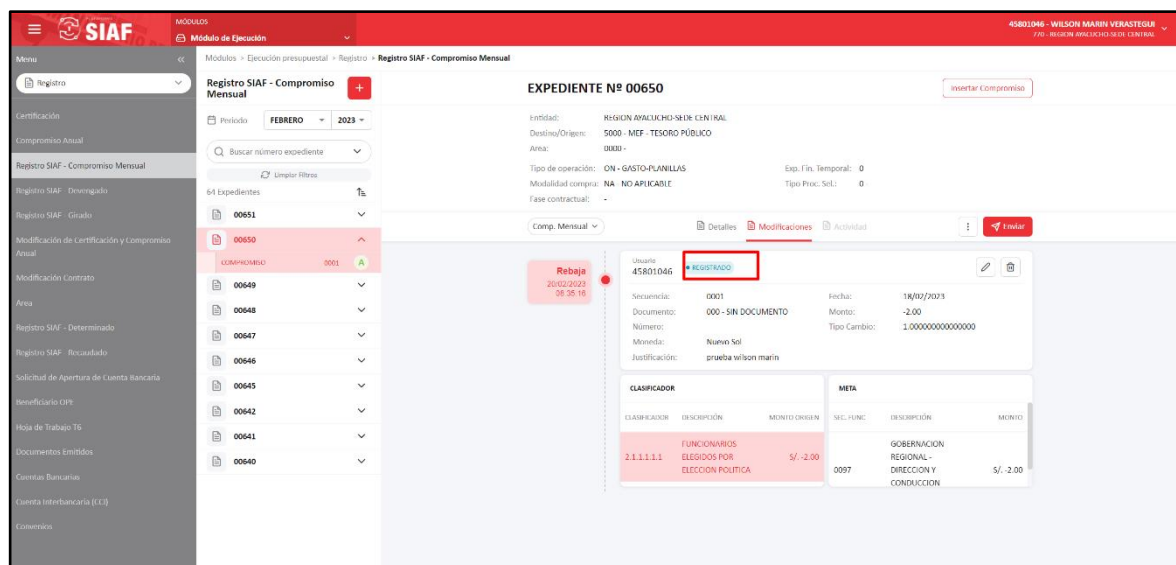 SIAF
MÓDULOS
Módulo de Ejecución
45801046 - WILSON MARIN VERASTEGUI
770 - REGION AYACUCHO-SEDE CENTRAL
Menu
Registro
Certificación
Compromiso Anual
Registro SIAF - Compromiso Mensual
Registro SIAF - Devengado
Registro SIAF - Girado
Modificación de Certificación y Compromiso
Anual
Modificación Contrato
Area
Registro SIAF - Determinado
Registro SIAF - Recaudado
Solicitud de Apertura de Cuenta Bancaria
Beneficiario OPE
Hoja de Trabajo T6
Documentos Emitidos
Cuentas Bancarias
Cuenta Interbancaria (CCI)
Convenios
Módulos > Ejecución presupuestal > Registro > Registro SIAF - Compromiso Mensual
Registro SIAF - Compromiso
Mensual
Periodo FEBRERO 2023
Buscar número expediente
Limpiar Filtros
64 Expedientes
00651
00650
COMPROMISO 0001 A
00649
00648
00647
00646
00645
00642
00641
00640
EXPEDIENTE Nº 00650
Insertar Compromiso
Entidad: REGION AYACUCHO-SEDE CENTRAL
Destino/Origen: 5000 - MEF - TESORO PÚBLICO
Area: 0000 -
Tipo de operación: ON - GASTO-PLANILLAS Exp. Fin. Temporal: 0
Modalidad compra: NA - NO APLICABLE Tipo Proc. Sel.: 0
Fase contractual: -
Comp. Mensual Detalles Modificaciones Actividad Enviar
Rebaja
20/02/2023
08:35:16
Usuario
45801046 REGISTRADO
Secuencia: 0001 Fecha: 18/02/2023
Documento: 000 - SIN DOCUMENTO Monto: -2.00
Número: Tipo Cambio: 1.000000000000000
Moneda: Nuevo Sol
Justificación: prueba wilson marin
CLASIFICADOR
CLASIFICADOR DESCRIPCIÓN MONTO ORIGEN
2.1.1.1.1.1 FUNCIONARIOS
ELEGIDOS POR
ELECCION POLITICA S/. -2.00
META
SEC. FUNC DESCRIPCIÓN MONTO
0097 GOBERNACION
REGIONAL -
DIRECCION Y
CONDUCCION S/. -2.00